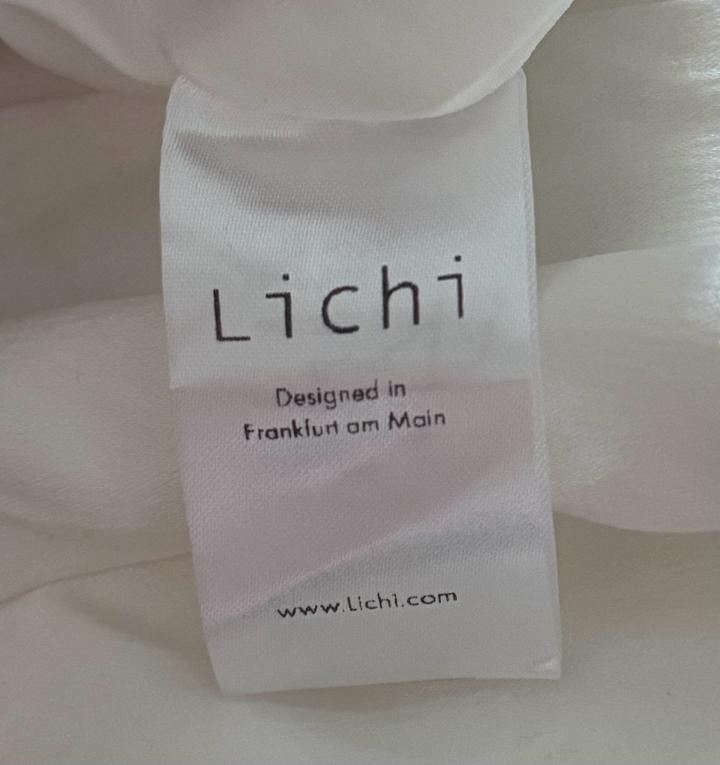 Lichi
Designed in
Frankfurt am Main
www.Lichi.com